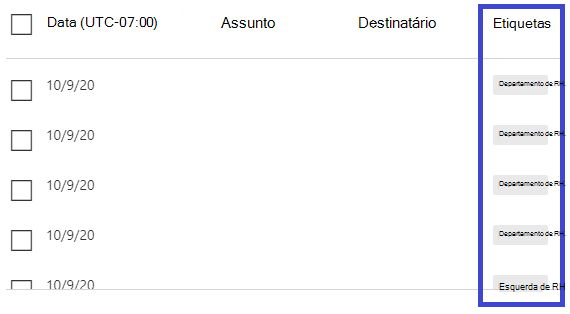 Data (UTC-07:00) Assunto Destinatário Etiquetas
10/9/20 Departamento de RH.
10/9/20 Departamento de RH.
10/9/20 Departamento de RH.
10/9/20 Departamento de RH.
10/9/20 Esquerda de RH